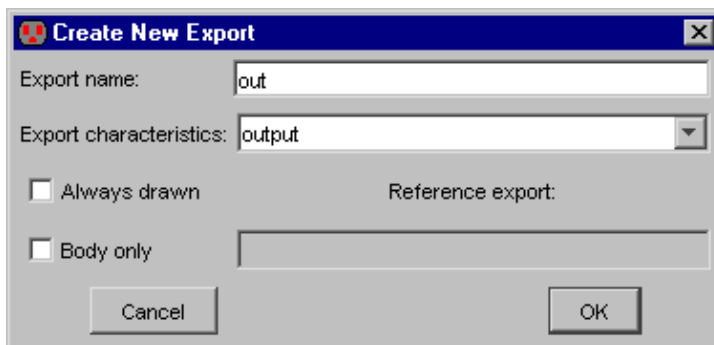 Create New Export
Export name: out
Export characteristics: output
Always drawn Reference export:
Body only
Cancel OK